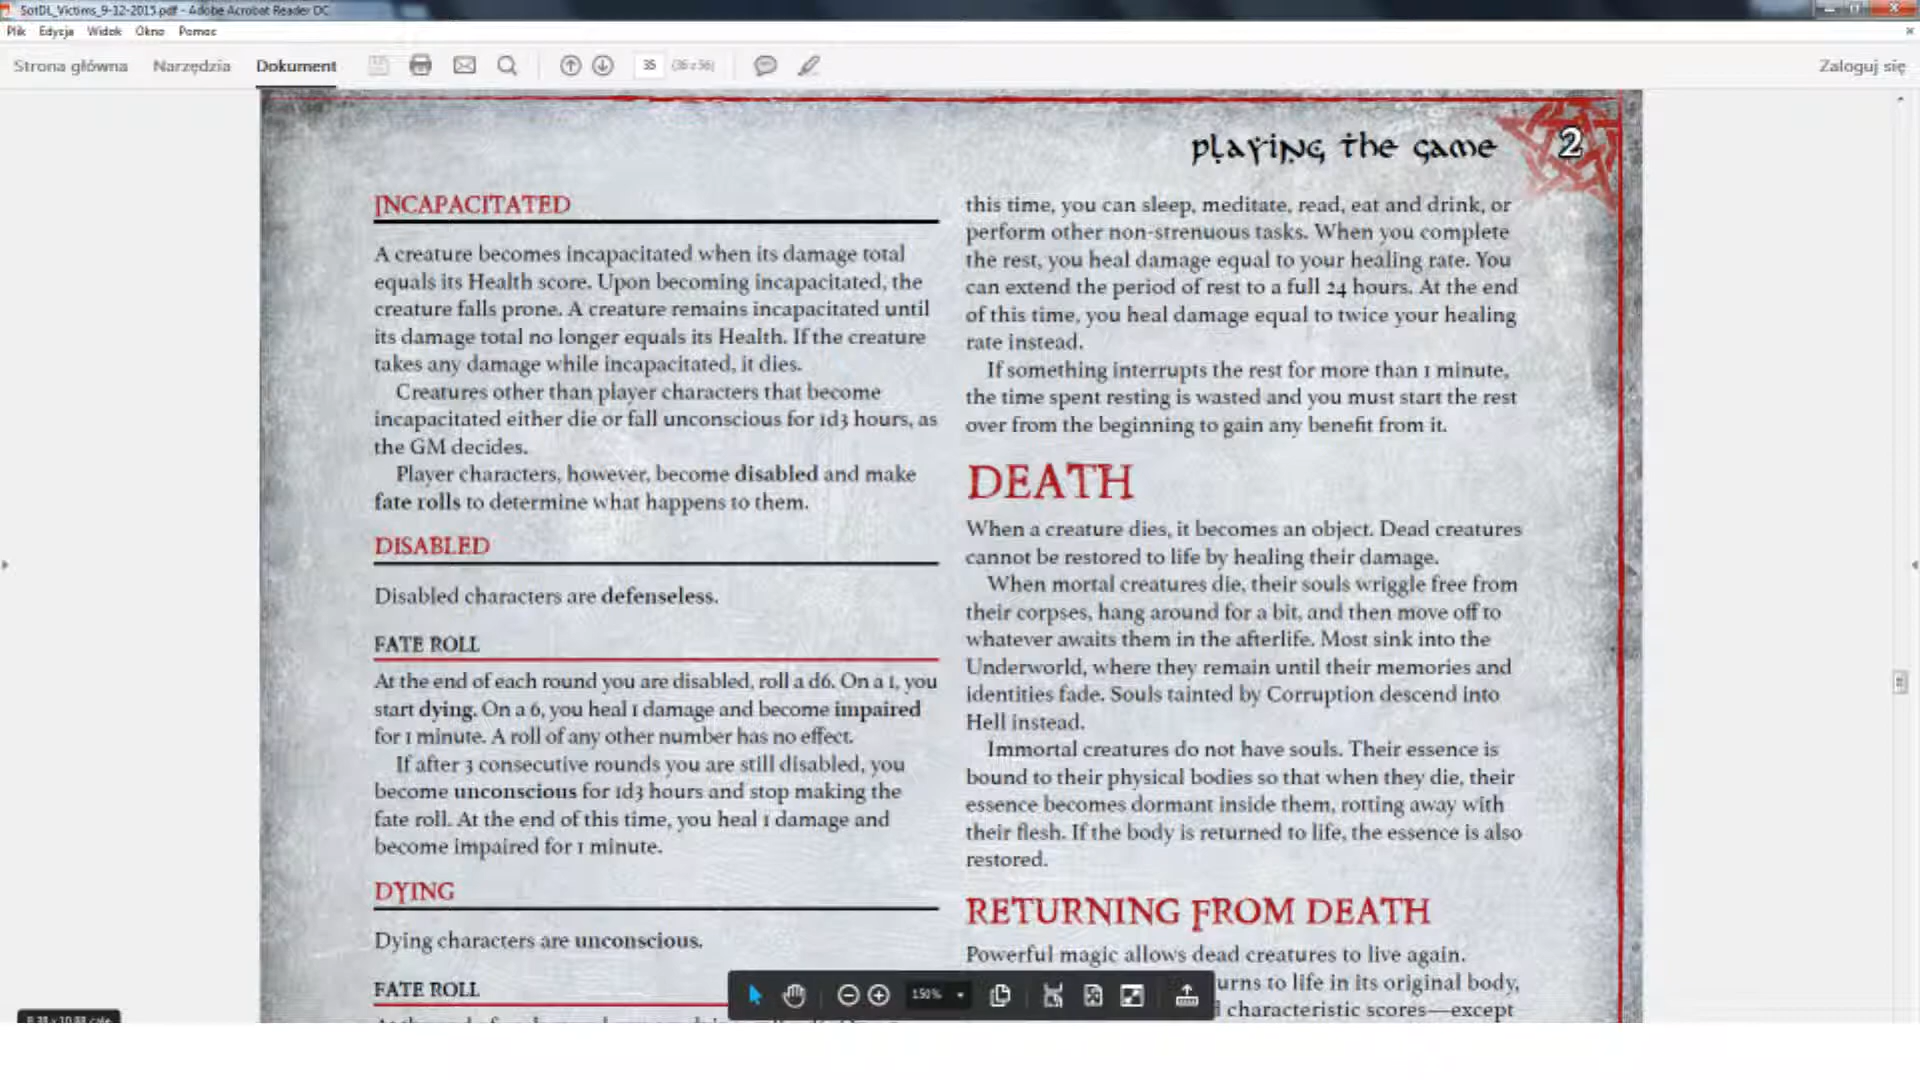 SotDL_Victims_9-12-2015.pdf - Adobe Acrobat Reader DC
Plik Edycja Widok Okno Pomoc
Strona główna Narzędzia Dokument 35 (36 z 36) Zaloguj się
playing the game 2
INCAPACITATED
A creature becomes incapacitated when its damage total
equals its Health score. Upon becoming incapacitated, the
creature falls prone. A creature remains incapacitated until
its damage total no longer equals its Health. If the creature
takes any damage while incapacitated, it dies.
Creatures other than player characters that become
incapacitated either die or fall unconscious for 1d3 hours, as
the GM decides.
Player characters, however, become disabled and make
fate rolls to determine what happens to them.
DISABLED
Disabled characters are defenseless.
FATE ROLL
At the end of each round you are disabled, roll a d6. On a 1, you
start dying. On a 6, you heal 1 damage and become impaired
for 1 minute. A roll of any other number has no effect.
If after 3 consecutive rounds you are still disabled, you
become unconscious for 1d3 hours and stop making the
fate roll. At the end of this time, you heal 1 damage and
become impaired for 1 minute.
DYING
Dying characters are unconscious.
FATE ROLL
this time, you can sleep, meditate, read, eat and drink, or
perform other non-strenuous tasks. When you complete
the rest, you heal damage equal to your healing rate. You
can extend the period of rest to a full 24 hours. At the end
of this time, you heal damage equal to twice your healing
rate instead.
If something interrupts the rest for more than 1 minute,
the time spent resting is wasted and you must start the rest
over from the beginning to gain any benefit from it.
DEATH
When a creature dies, it becomes an object. Dead creatures
cannot be restored to life by healing their damage.
When mortal creatures die, their souls wriggle free from
their corpses, hang around for a bit, and then move off to
whatever awaits them in the afterlife. Most sink into the
Underworld, where they remain until their memories and
identities fade. Souls tainted by Corruption descend into
Hell instead.
Immortal creatures do not have souls. Their essence is
bound to their physical bodies so that when they die, their
essence becomes dormant inside them, rotting away with
their flesh. If the body is returned to life, the essence is also
restored.
RETURNING FROM DEATH
Powerful magic allows dead creatures to live again.
urns to life in its original body,
characteristic scores—except
150%